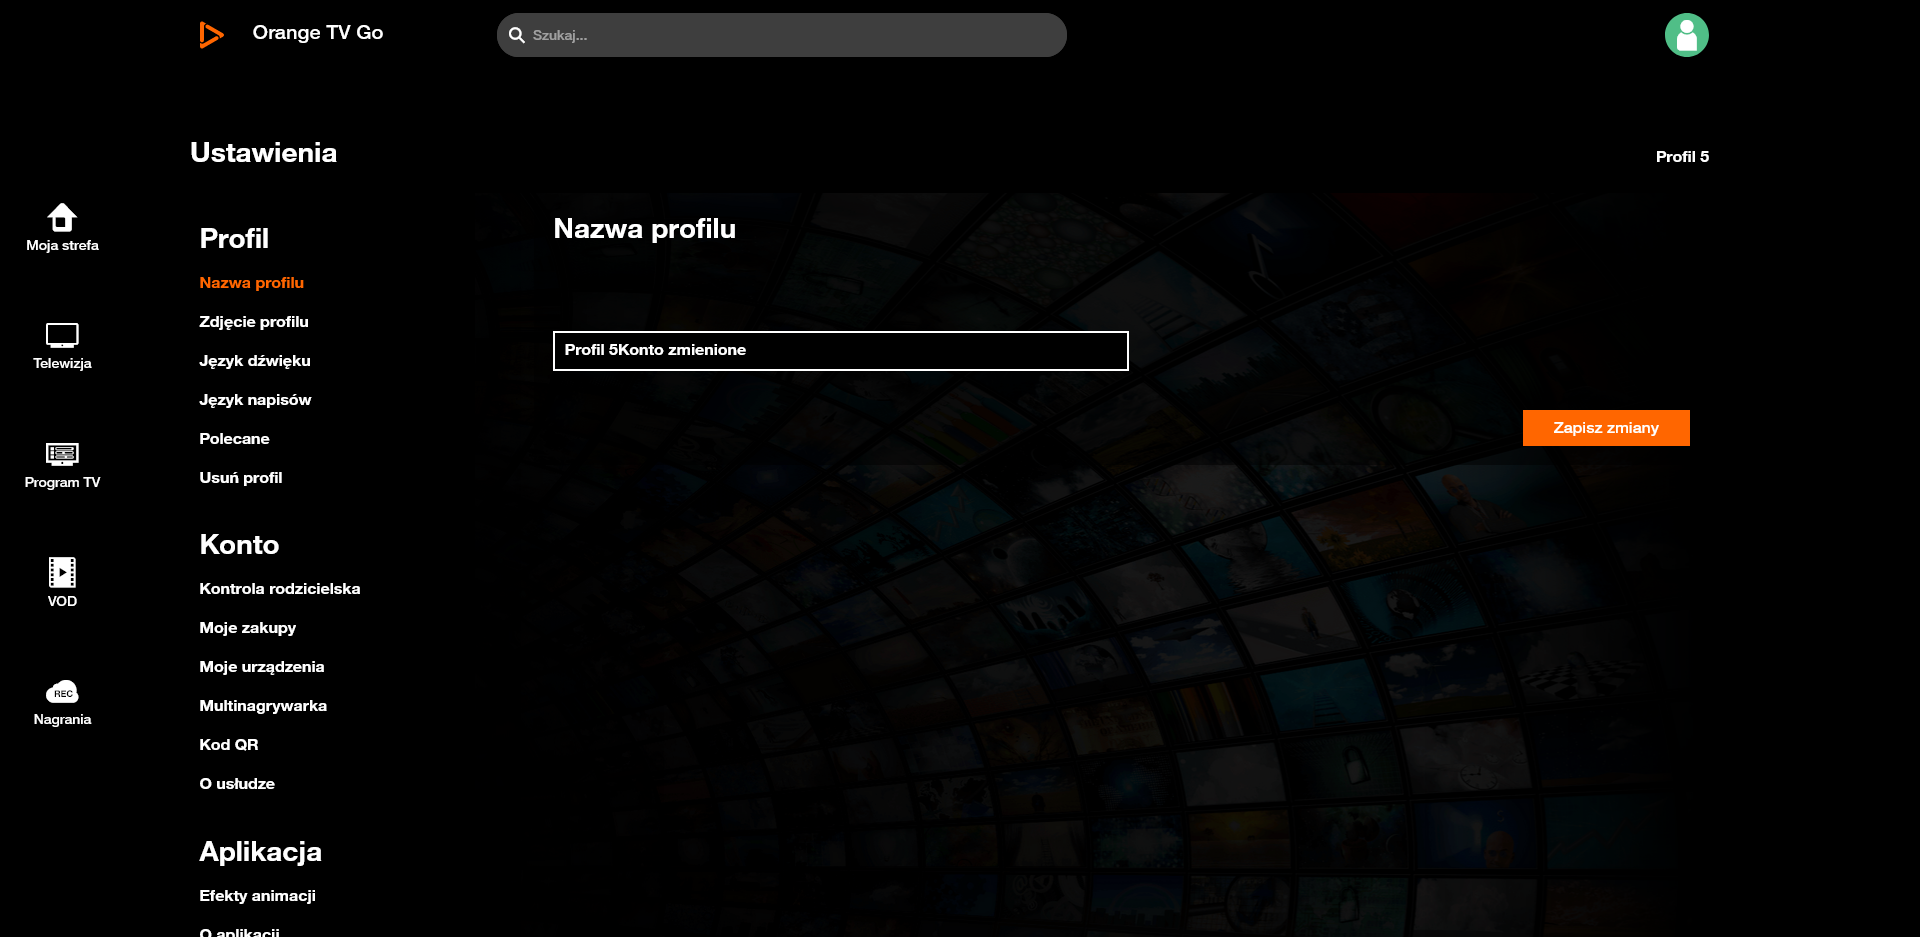 Orange TV Go
Szukaj...
Ustawienia
Profil 5
Moja strefa
Telewizja
Program TV
VOD
REC
Nagrania
Profil
Nazwa profilu
Zdjęcie profilu
Język dźwięku
Język napisów
Polecane
Usuń profil
Konto
Kontrola rodzicielska
Moje zakupy
Moje urządzenia
Multinagrywarka
Kod QR
O usłudze
Aplikacja
Efekty animacji
O aplikacji
Nazwa profilu
Profil 5Konto zmienione
Zapisz zmiany